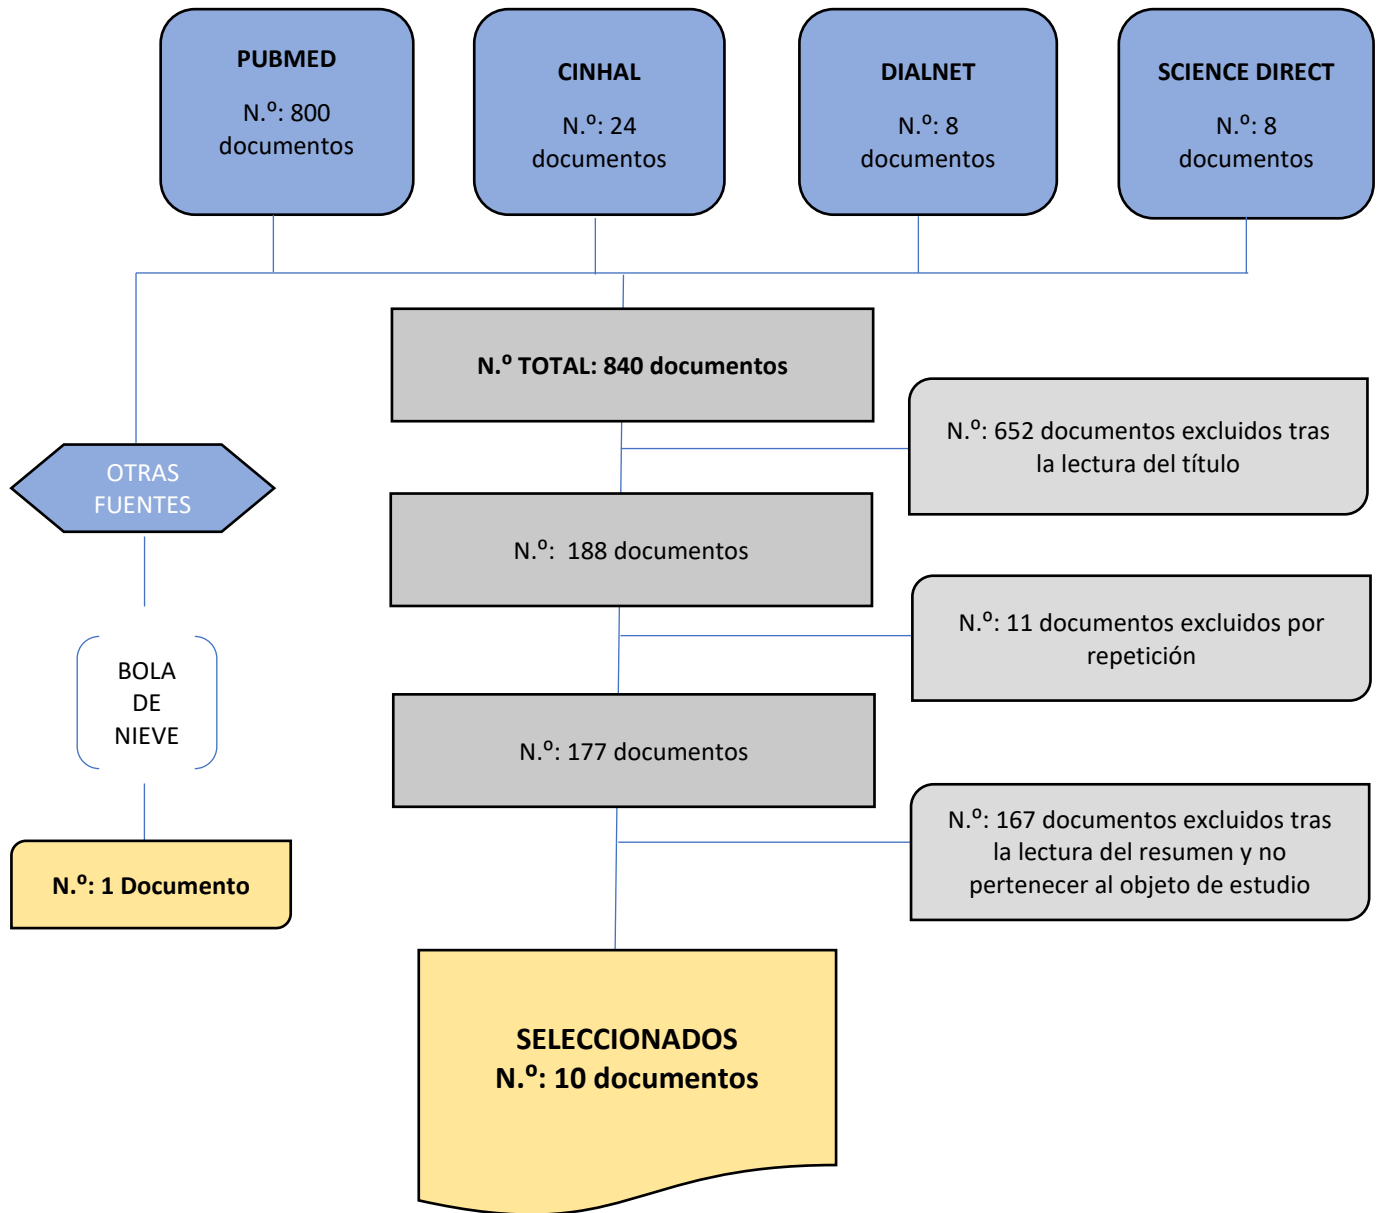 PUBMED
N.º: 800
documentos
CINHAL
N.º: 24
documentos
DIALNET
N.º: 8
documentos
SCIENCE DIRECT
N.º: 8
documentos
N.º TOTAL: 840 documentos
N.º: 652 documentos excluidos tras
la lectura del título
OTRAS
FUENTES
N.º:  188 documentos
N.º: 11 documentos excluidos por
repetición
BOLA
DE
NIEVE
N.º: 177 documentos
N.º: 167 documentos excluidos tras
la lectura del resumen y no
pertenecer al objeto de estudio
N.º: 1 Documento
SELECCIONADOS
N.º: 10 documentos